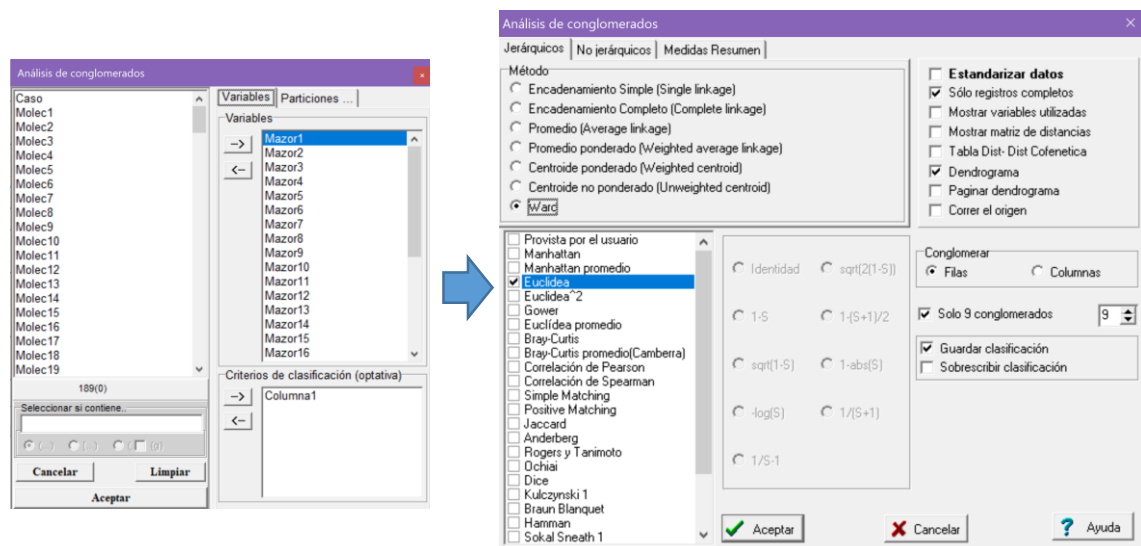 Análisis de conglomerados
Caso
Molec1
Molec2
Molec3
Molec4
Molec5
Molec6
Molec7
Molec8
Molec9
Molec10
Molec11
Molec12
Molec13
Molec14
Molec15
Molec16
Molec17
Molec18
Molec19
189(0)
Seleccionar si contiene..
Cancelar Limpiar
Aceptar
Variables Particiones ...
Variables
-->
<--
Mazor1
Mazor2
Mazor3
Mazor4
Mazor5
Mazor6
Mazor7
Mazor8
Mazor9
Mazor10
Mazor11
Mazor12
Mazor13
Mazor14
Mazor15
Mazor16
Criterios de clasificación (optativa)
-->
<--
Columna1
Análisis de conglomerados
Jerárquicos No jerárquicos Medidas Resumen
Método
Encadenamiento Simple (Single linkage)
Encadenamiento Completo (Complete linkage)
Promedio (Average linkage)
Promedio ponderado (Weighted average linkage)
Centroide ponderado (Weighted centroid)
Centroide no ponderado (Unweighted centroid)
Ward
Estandarizar datos
Sólo registros completos
Mostrar variables utilizadas
Mostrar matriz de distancias
Tabla Dist- Dist Cofenetica
Dendrograma
Paginar dendrograma
Correr el origen
Provista por el usuario
Manhattan
Manhattan promedio
Euclidea
Euclidea^2
Gower
Euclídea promedio
Bray-Curtis
Bray-Curtis promedio(Camberra)
Correlación de Pearson
Correlación de Spearman
Simple Matching
Positive Matching
Jaccard
Anderberg
Rogers y Tanimoto
Ochiai
Dice
Kulczynski 1
Braun Blanquet
Hamman
Sokal Sneath 1
Identidad sqrt(2(1-S))
1-S 1-(S+1)/2
sqrt(1-S) 1-abs(S)
-log(S) 1/(S+1)
1/S-1
Conglomerar
Filas Columnas
Solo 9 conglomerados 9
Guardar clasificación
Sobrescribir clasificación
Aceptar Cancelar ? Ayuda